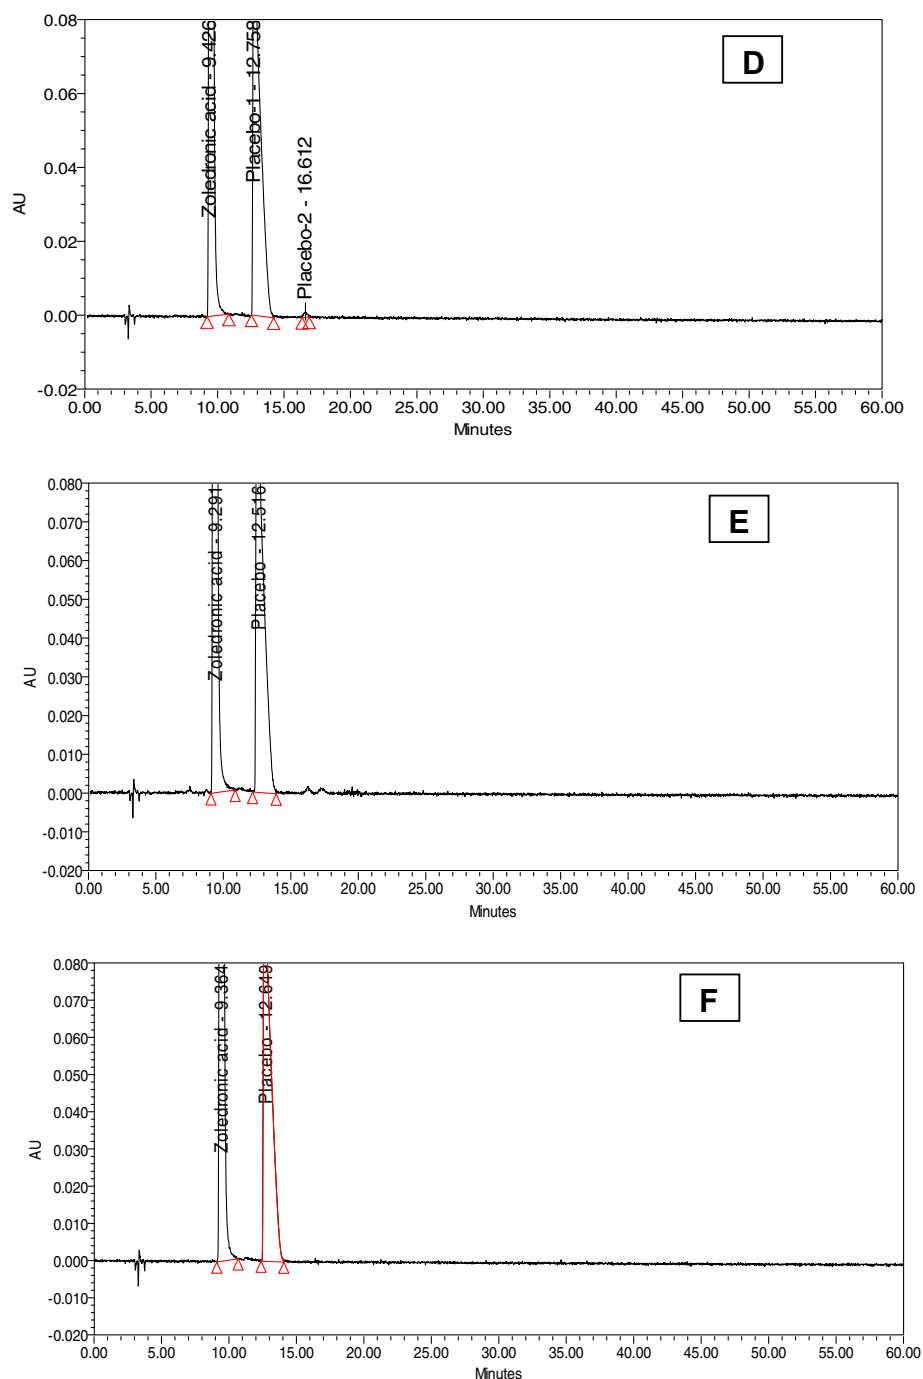 D
0.08
0.06
0.04
0.02
0.00
-0.02
AU
Zoledronic acid - 9.426
Placebo-1 - 12.758
Placebo-2 - 16.612
0.00 5.00 10.00 15.00 20.00 25.00 30.00 35.00 40.00 45.00 50.00 55.00 60.00
Minutes
E
0.080
0.070
0.060
0.050
0.040
0.030
0.020
0.010
0.000
-0.010
-0.020
AU
Zoledronic acid - 9.291
Placebo - 12.516
0.00 5.00 10.00 15.00 20.00 25.00 30.00 35.00 40.00 45.00 50.00 55.00 60.00
Minutes
F
0.080
0.070
0.060
0.050
0.040
0.030
0.020
0.010
0.000
-0.010
-0.020
AU
Zoledronic acid - 9.364
Placebo - 12.649
0.00 5.00 10.00 15.00 20.00 25.00 30.00 35.00 40.00 45.00 50.00 55.00 60.00
Minutes